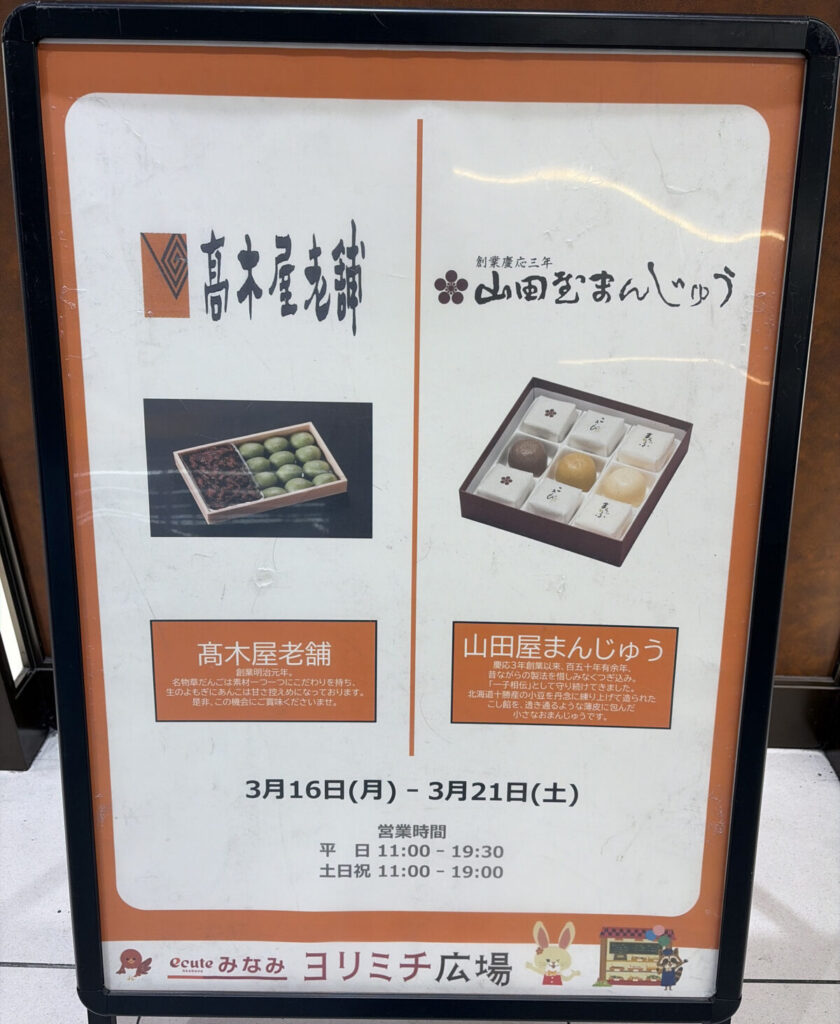 髙木屋老舗
創業慶応三年
山田屋まんじゅう
髙木屋老舗
創業明治元年。
名物草だんごは素材一つ一つにこだわりを持ち、
生のよもぎにあんこは甘さ控えめになっております。
是非、この機会にご賞味くださいませ。
山田屋まんじゅう
慶応3年創業以来、百五十年有余年、
昔ながらの製法を惜しみなくつぎ込み、
「一子相伝」として守り続けてきました。
北海道十勝産の小豆を丹念に練り上げて造られた
こし餡を、透き通るような薄皮に包んだ
小さなおまんじゅうです。
3月16日(月) – 3月21日(土)
営業時間
平　日 11:00 – 19:30
土日祝 11:00 – 19:00
ecute みなみ ヨリミチ広場